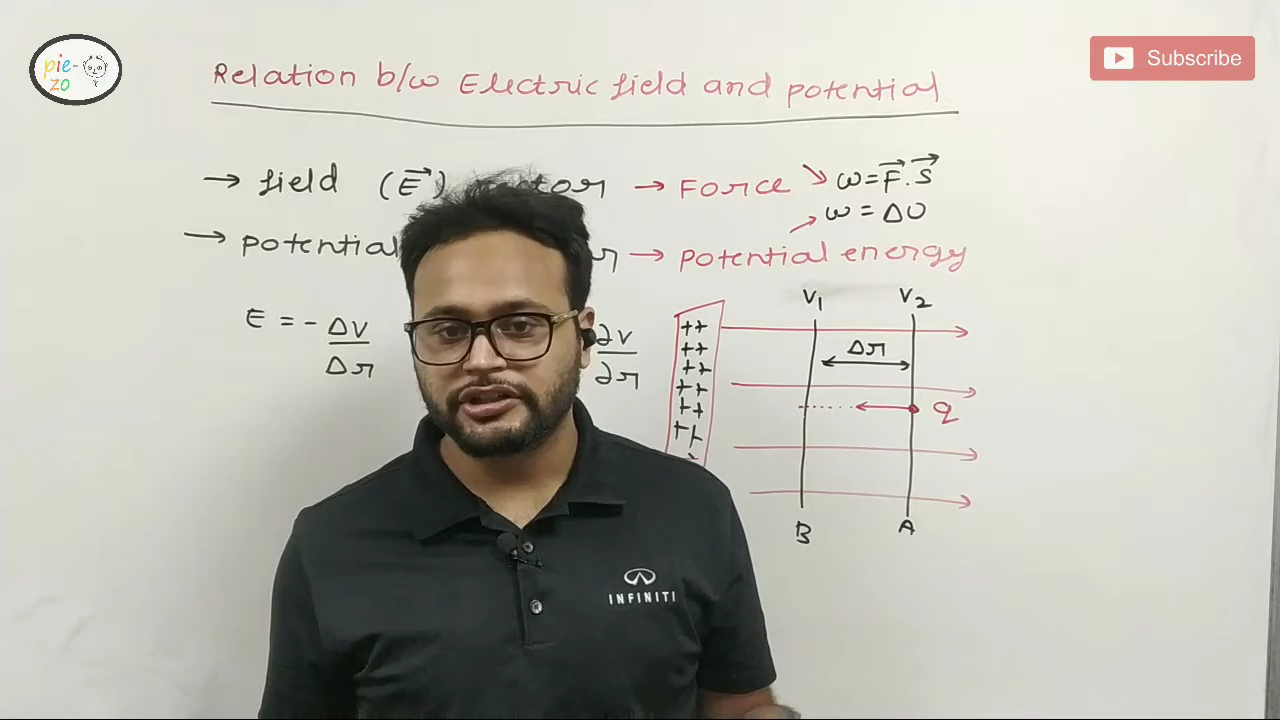 pie-
zo
Subscribe
Relation b/w Electric field and potential
→ field (E⃗) vector → Force ↘ w = F⃗ . S⃗
↗ w = ΔU
→ potential → potential energy
E = - ΔV/Δr
∂V/∂r
V1 V2
++
++
++
++
++
++
Δr
q
B A
INFINITI